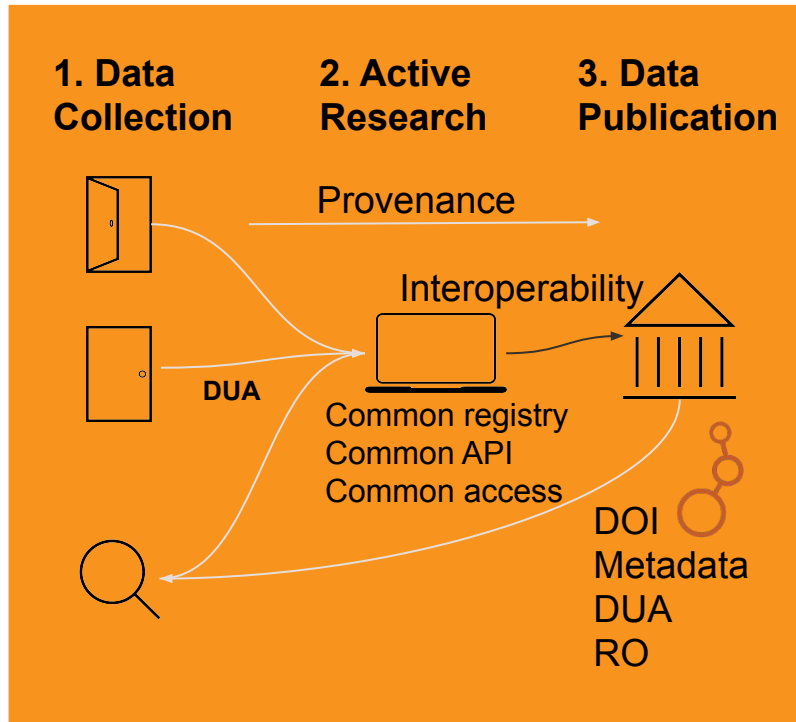 1. Data
Collection
2. Active
Research
3. Data
Publication
Provenance
Interoperability
DUA
Common registry
Common API
Common access
DOI
Metadata
DUA
RO